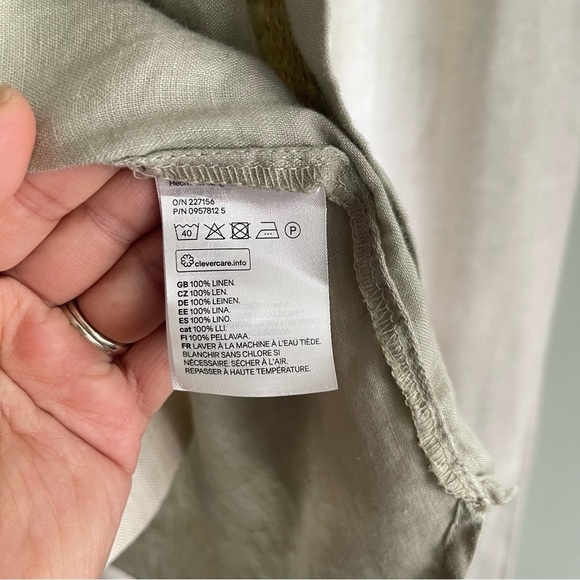 O/N 227156
P/N 0957812 5
40 P
clevercare.info
GB 100% LINEN.
CZ 100% LEN.
DE 100% LEINEN.
EE 100% LINA.
ES 100% LINO.
cat 100% LLI.
FI 100% PELLAVAA.
FR LAVER À LA MACHINE À L'EAU TIÈDE.
BLANCHIR SANS CHLORE SI
NÉCESSAIRE. SÉCHER À L'AIR.
REPASSER À HAUTE TEMPÉRATURE.